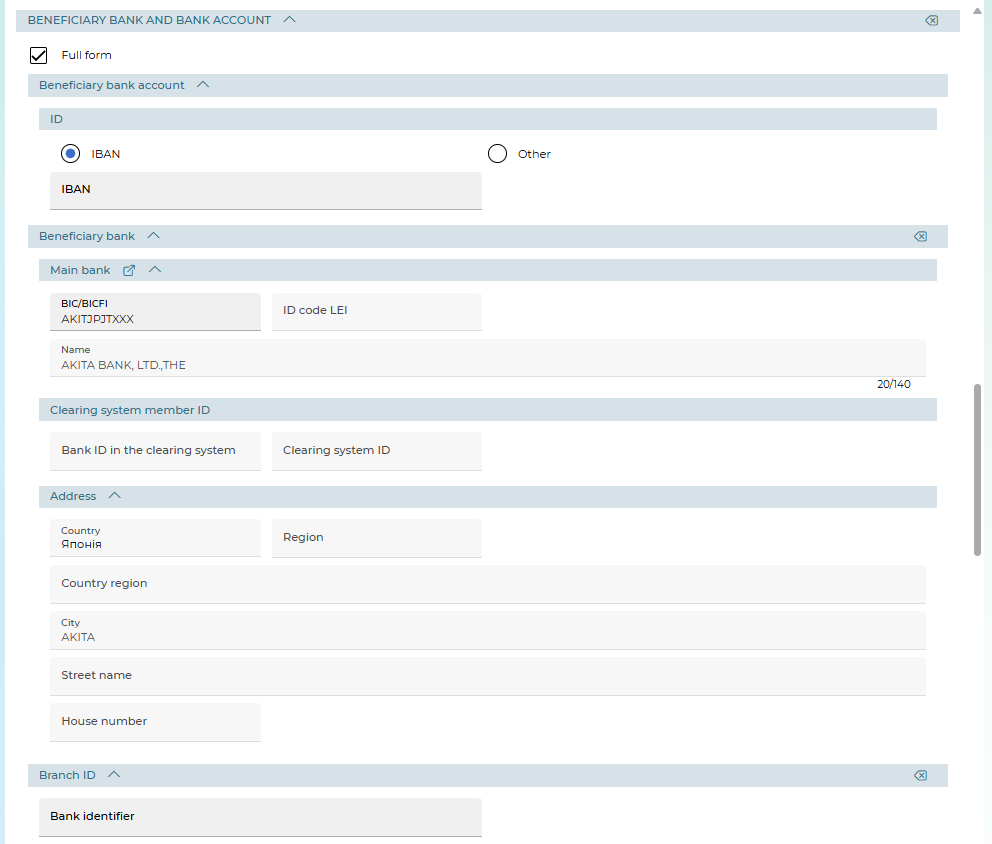 BENEFICIARY BANK AND BANK ACCOUNT
Full form
Beneficiary bank account
ID
IBAN
Other
IBAN
Beneficiary bank
Main bank
BIC/BICFI
AKITJPJTXXX
ID code LEI
Name
AKITA BANK, LTD.,THE
20/140
Clearing system member ID
Bank ID in the clearing system
Clearing system ID
Address
Country
Японія
Region
Country region
City
AKITA
Street name
House number
Branch ID
Bank identifier